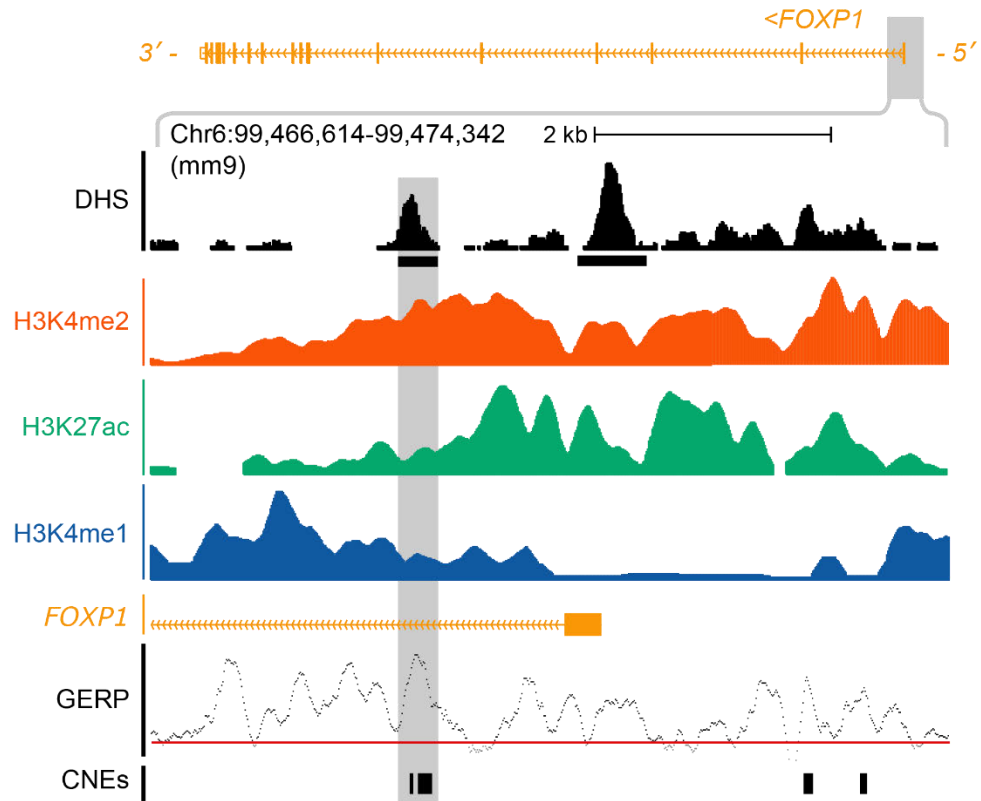 <FOXP1
3′ - - 5′
Chr6:99,466,614-99,474,342 2 kb
(mm9)
DHS
H3K4me2
H3K27ac
H3K4me1
FOXP1
GERP
CNEs